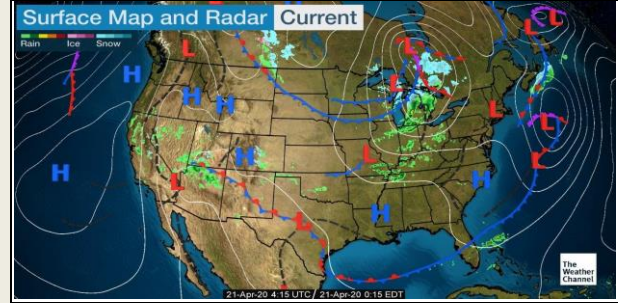 Surface Map and Radar Current
Rain Ice Snow
L
L
L
L
H
L
H
H
L
L
H
L
L
H
L
H
H
L
The
Weather
Channel
21-Apr-20 4:15 UTC / 21-Apr-20 0:15 EDT